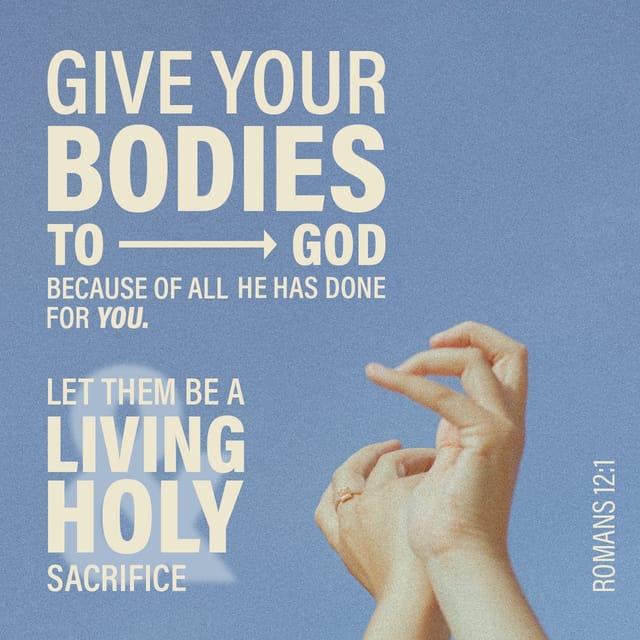 GIVE YOUR
BODIES
TO GOD
BECAUSE OF ALL HE HAS DONE
FOR YOU.
&
LET THEM BE A
LIVING
HOLY
SACRIFICE
ROMANS 12:1